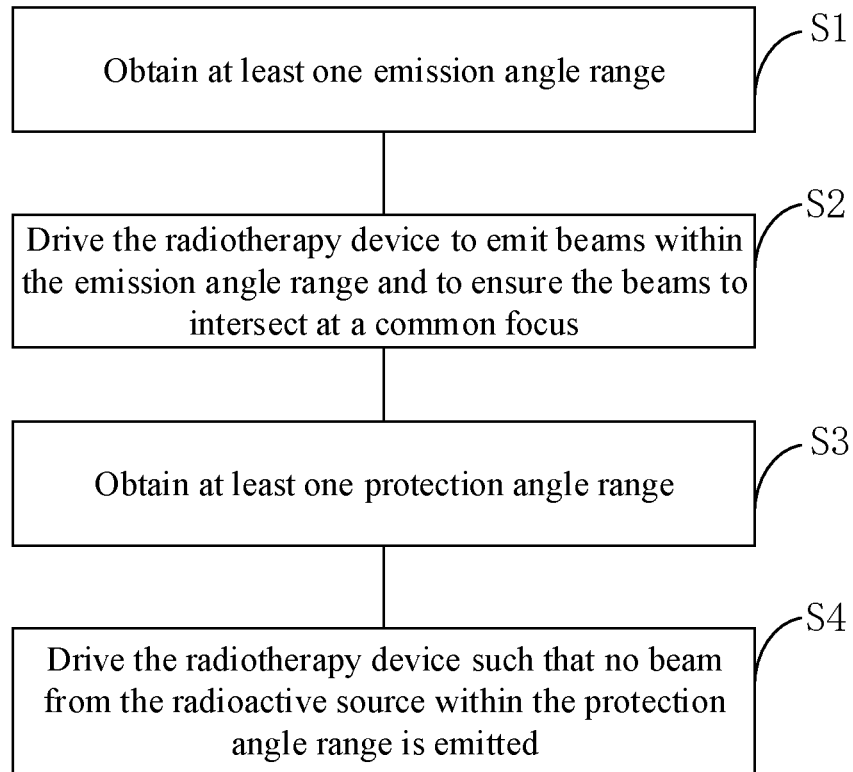 S1
Obtain at least one emission angle range
S2
Drive the radiotherapy device to emit beams within
the emission angle range and to ensure the beams to
intersect at a common focus
S3
Obtain at least one protection angle range
S4
Drive the radiotherapy device such that no beam
from the radioactive source within the protection
angle range is emitted